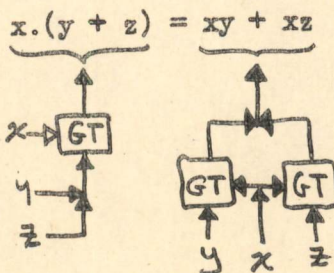 x.(y + z) = xy + xz
x GT
y
z
GT GT
y x z